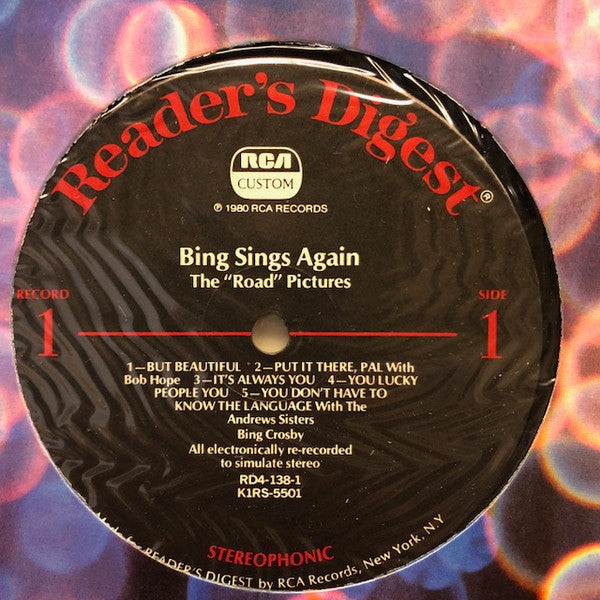 Reader's Digest®
RCA
CUSTOM
℗ 1980 RCA RECORDS
Bing Sings Again
The "Road" Pictures
RECORD
1
SIDE
1
1—BUT BEAUTIFUL 2—PUT IT THERE, PAL With
Bob Hope 3—IT'S ALWAYS YOU 4—YOU LUCKY
PEOPLE YOU 5—YOU DON'T HAVE TO
KNOW THE LANGUAGE With The
Andrews Sisters
Bing Crosby
All electronically re-recorded
to simulate stereo
RD4-138-1
K1RS-5501
STEREOPHONIC
for READER'S DIGEST by RCA Records, New York, N.Y